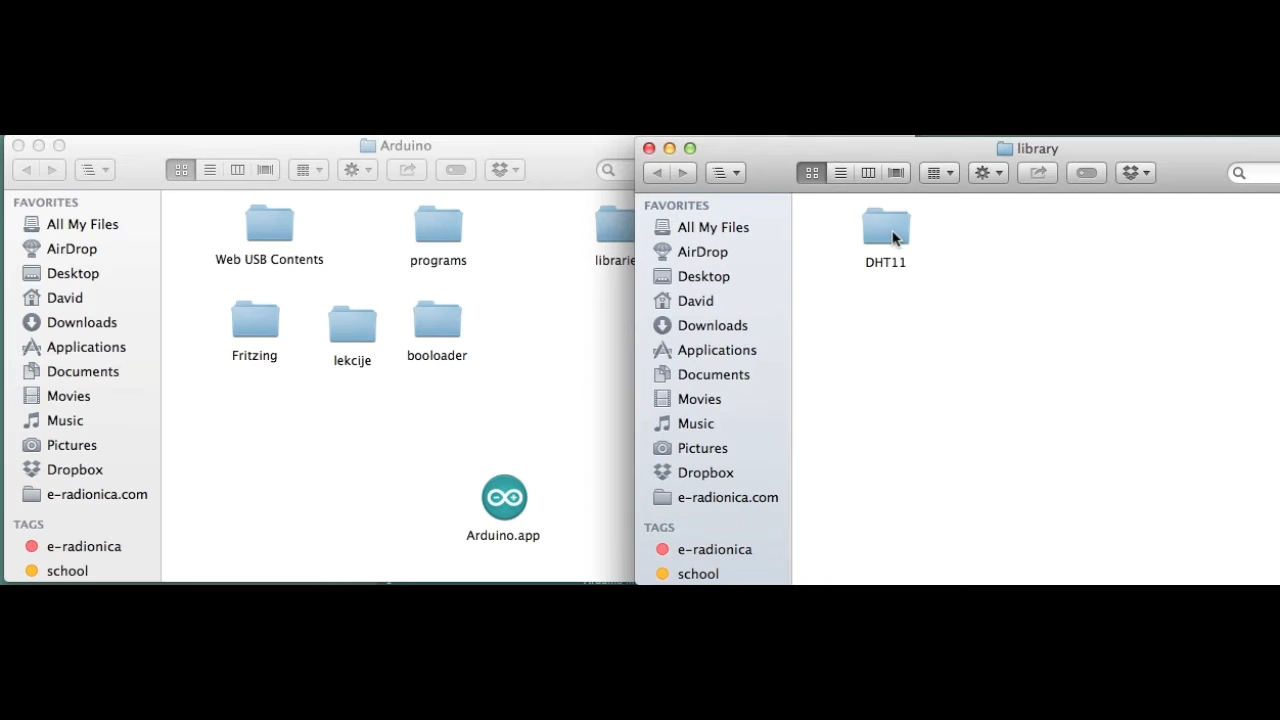 Arduino
FAVORITES
All My Files
AirDrop
Desktop
David
Downloads
Applications
Documents
Movies
Music
Pictures
Dropbox
e-radionica.com
TAGS
e-radionica
school
Web USB Contents
programs
librarie
Fritzing
lekcije
booloader
Arduino.app
library
FAVORITES
All My Files
AirDrop
Desktop
David
Downloads
Applications
Documents
Movies
Music
Pictures
Dropbox
e-radionica.com
TAGS
e-radionica
school
DHT11